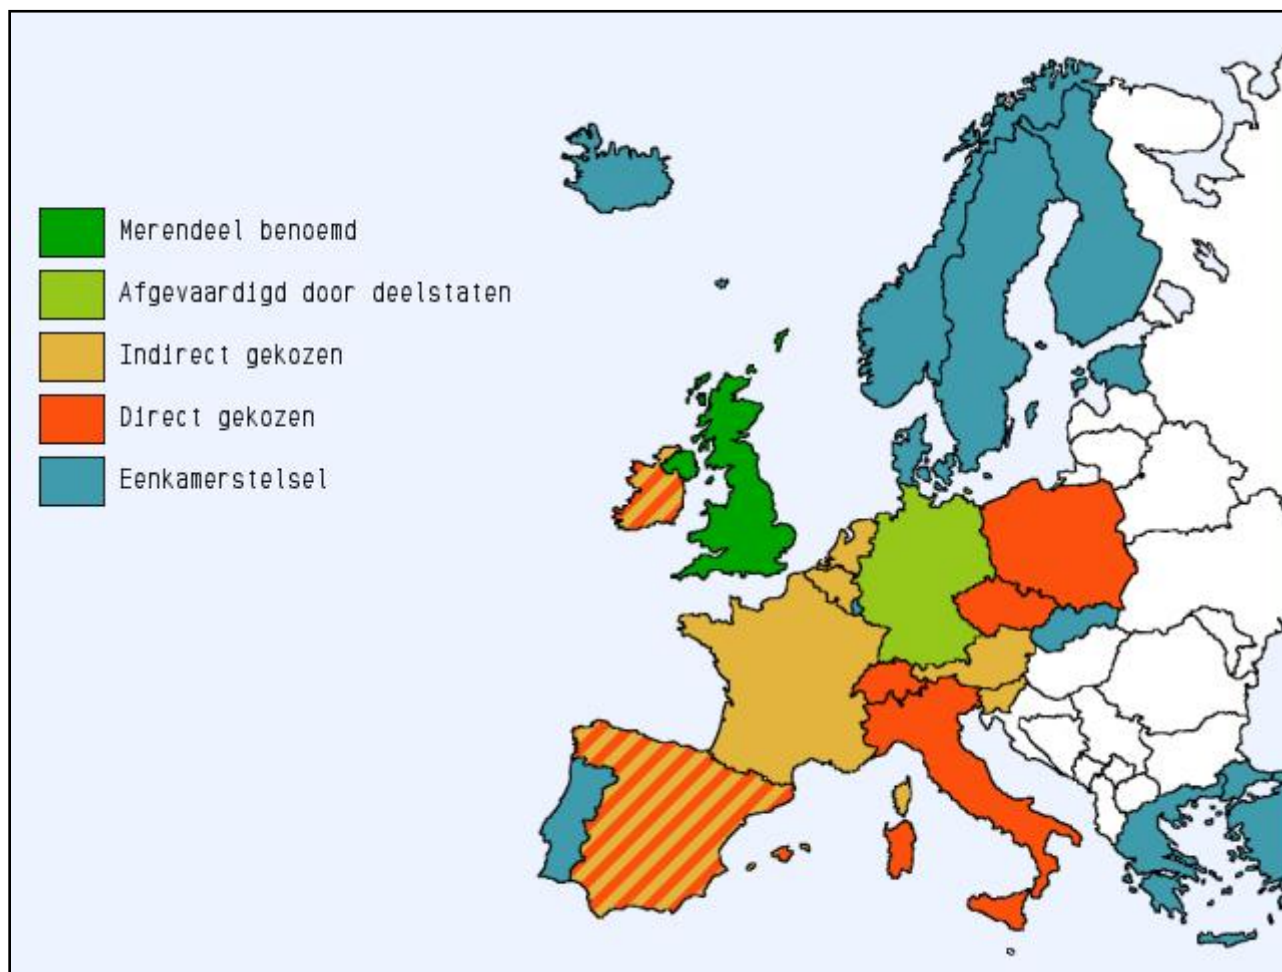 Merendeel benoemd
Afgevaardigd door deelstaten
Indirect gekozen
Direct gekozen
Eenkamerstelsel